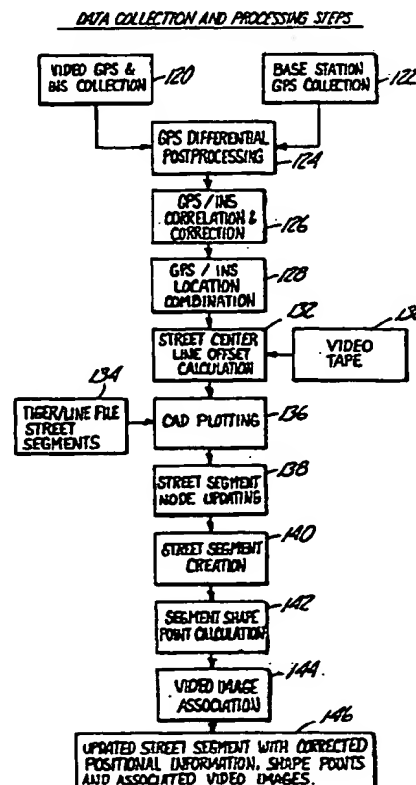 DATA COLLECTION AND PROCESSING STEPS
VIDEO GPS &
INS COLLECTION
120
BASE STATION
GPS COLLECTION
122
GPS DIFFERENTIAL
POSTPROCESSING
124
GPS/INS
CORRELATION &
CORRECTION
126
GPS / INS
LOCATION
COMBINATION
128
STREET CENTER
LINE OFFSET
CALCULATION
132
VIDEO
TAPE
TIGER/LINE FILE
STREET
SEGMENTS
134
CAD PLOTTING
136
STREET SEGMENT
NODE UPDATING
138
STREET SEGMENT
CREATION
140
SEGMENT SHAPE
POINT CALCULATION
142
VIDEO IMAGE
ASSOCIATION
144
146
UPDATED STREET SEGMENT WITH CORRECTED
POSITIONAL INFORMATION, SHAPE POINTS
AND ASSOCIATED VIDEO IMAGES.